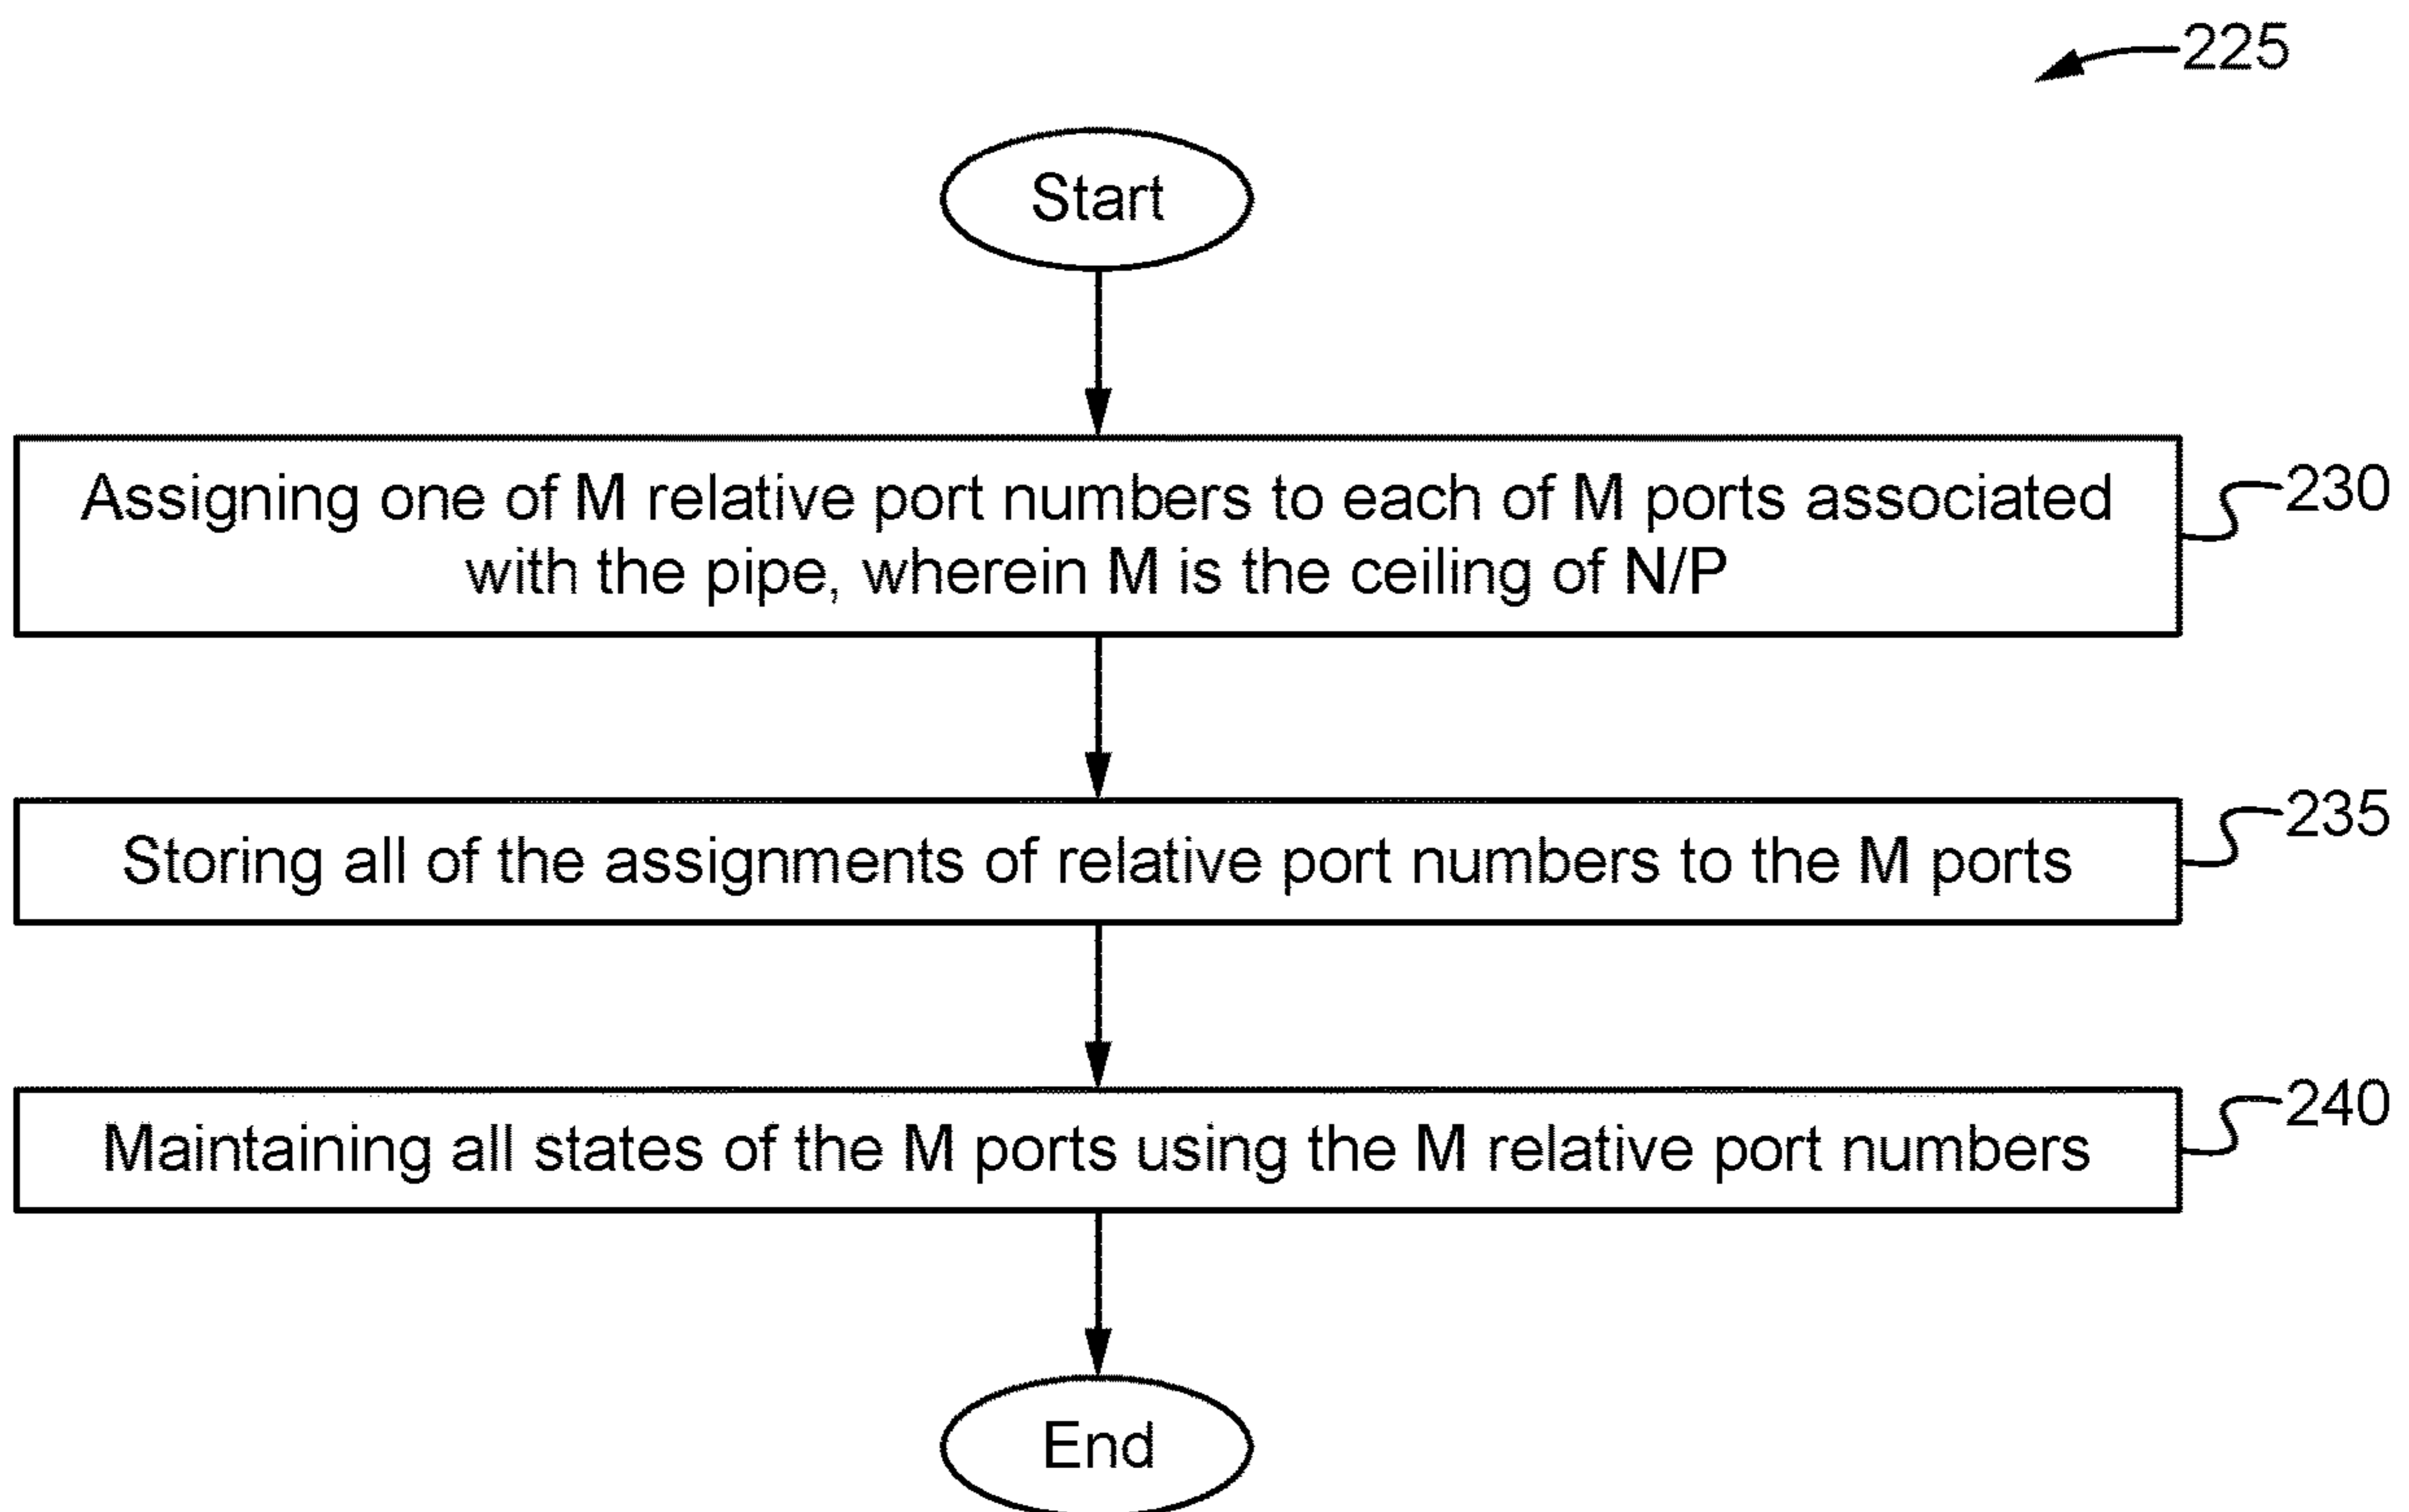 225
Start
Assigning one of M relative port numbers to each of M ports associated
with the pipe, wherein M is the ceiling of N/P
230
Storing all of the assignments of relative port numbers to the M ports
235
Maintaining all states of the M ports using the M relative port numbers
240
End